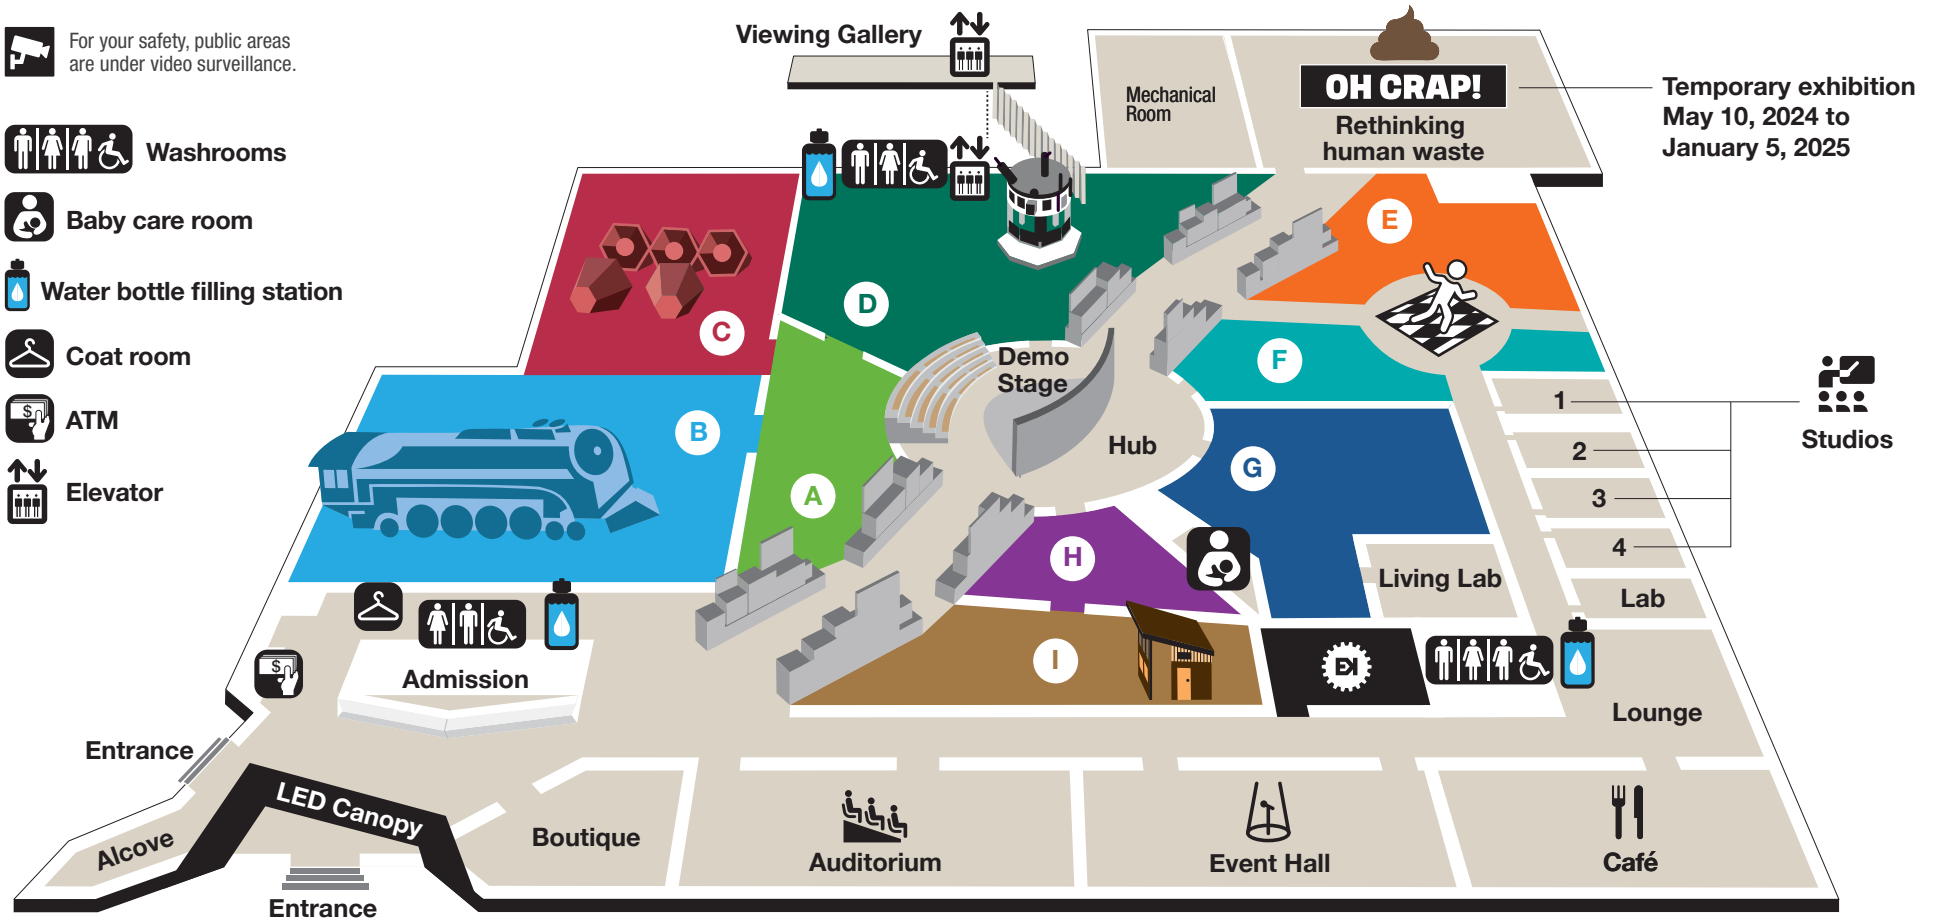 For your safety, public areas
are under video surveillance.
Washrooms
Baby care room
Water bottle filling station
Coat room
$
ATM
Elevator
Viewing Gallery
Mechanical
Room
OH CRAP!
Rethinking
human waste
Temporary exhibition
May 10, 2024 to
January 5, 2025
E
D
C
Demo
Stage
F
B
Hub
A
G
H
I
1
2
3
4
Studios
Living Lab
Lab
EK
$
Admission
Lounge
Entrance
LED Canopy
Alcove
Entrance
Boutique
Auditorium
Event Hall
Café